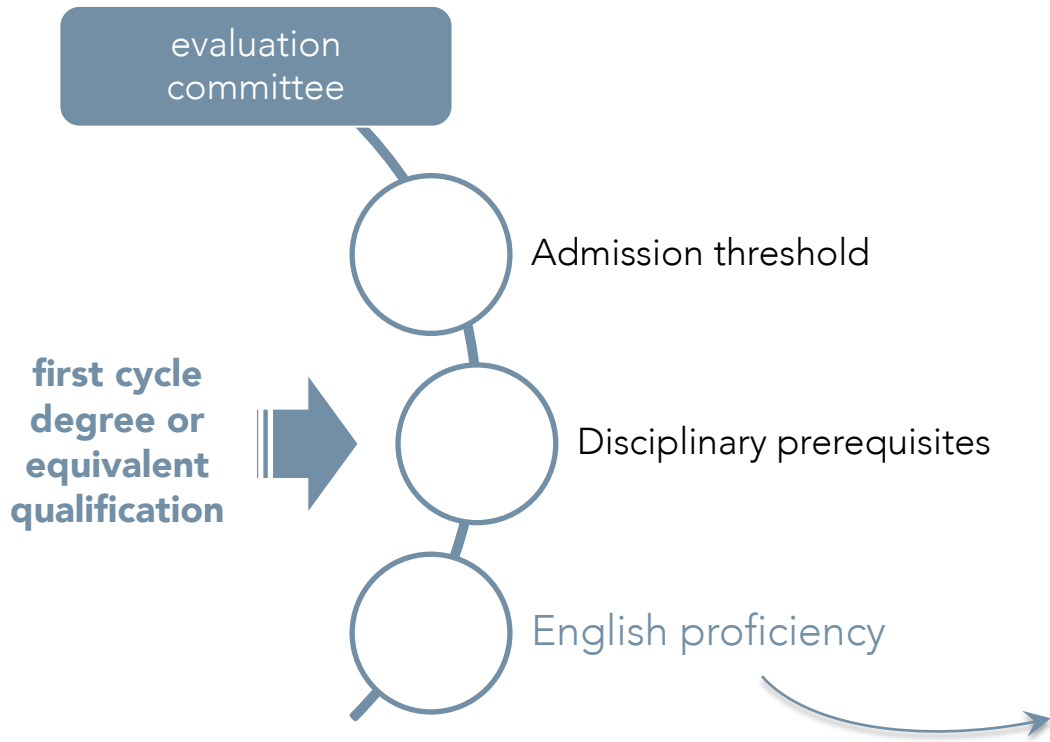 evaluation
committee
Admission threshold
first cycle
degree or
equivalent
qualification
Disciplinary prerequisites
English proficiency